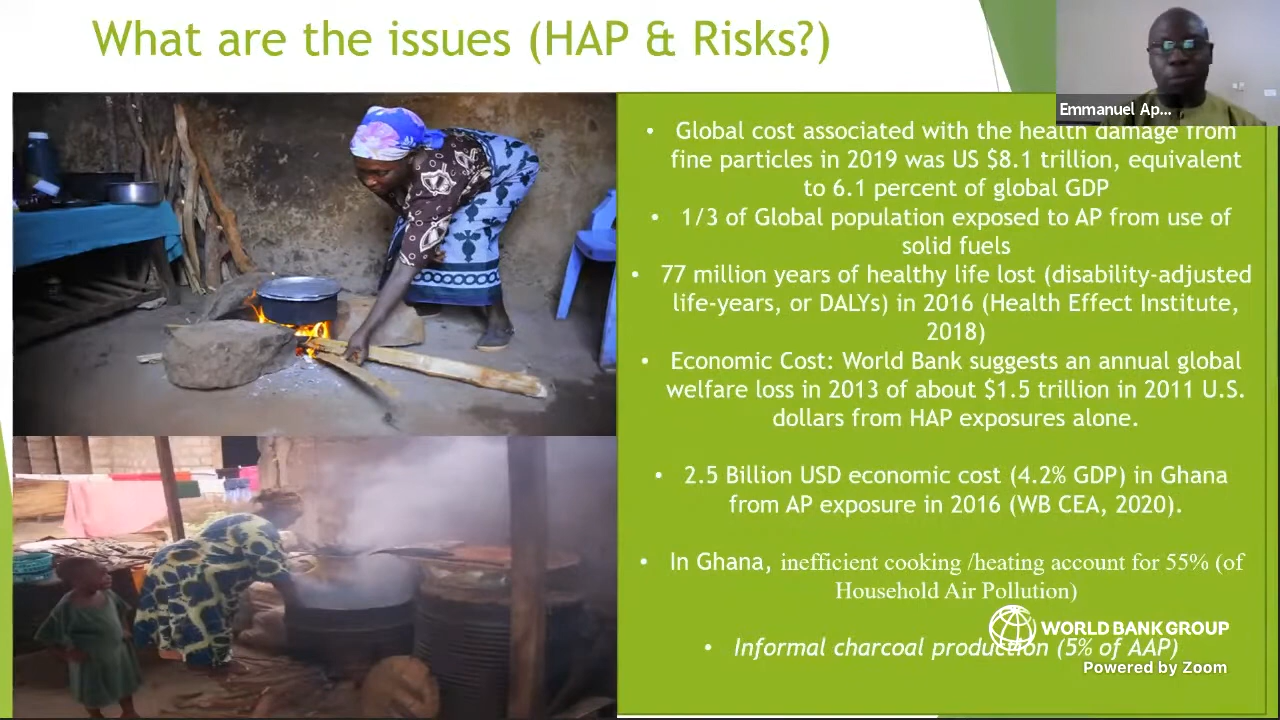 What are the issues (HAP & Risks?)
Emmanuel Ap...
• Global cost associated with the health damage from
fine particles in 2019 was US $8.1 trillion, equivalent
to 6.1 percent of global GDP
• 1/3 of Global population exposed to AP from use of
solid fuels
• 77 million years of healthy life lost (disability-adjusted
life-years, or DALYs) in 2016 (Health Effect Institute,
2018)
• Economic Cost: World Bank suggests an annual global
welfare loss in 2013 of about $1.5 trillion in 2011 U.S.
dollars from HAP exposures alone.
• 2.5 Billion USD economic cost (4.2% GDP) in Ghana
from AP exposure in 2016 (WB CEA, 2020).
• In Ghana, inefficient cooking /heating account for 55% (of
Household Air Pollution)
WORLD BANK GROUP
• Informal charcoal production (5% of AAP)
Powered by Zoom